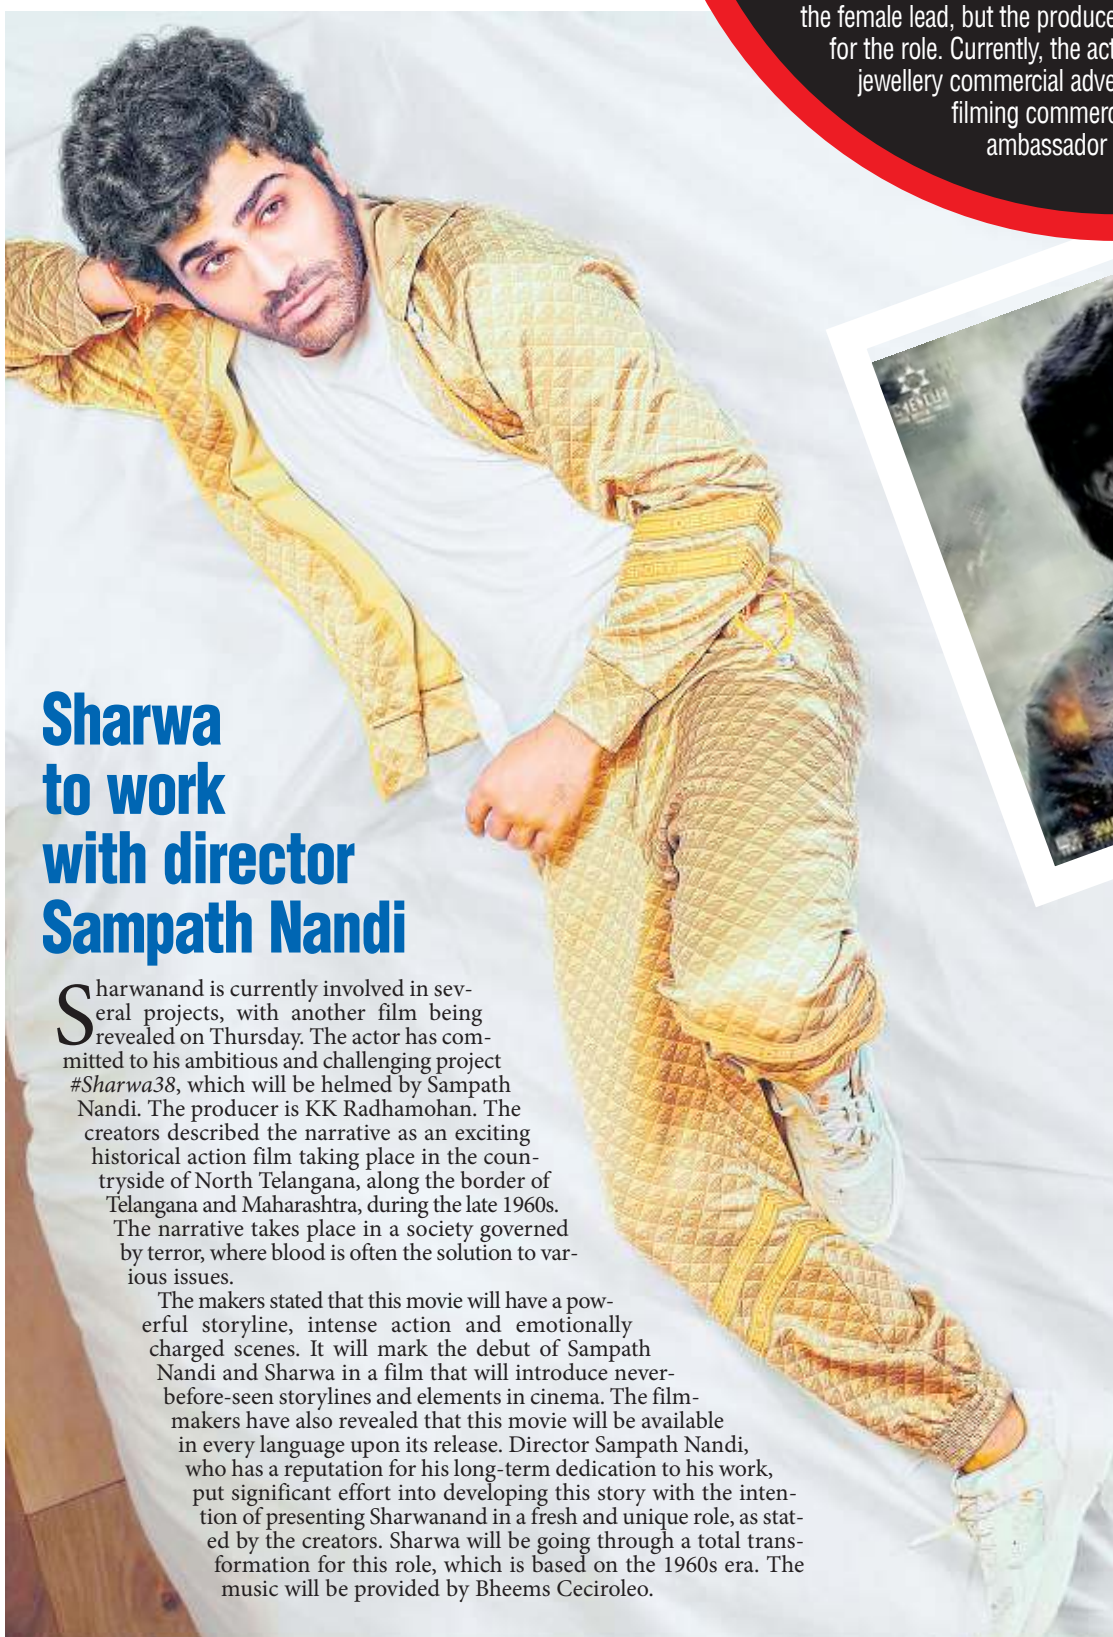 the female lead, but the produce
for the role. Currently, the act
jewellery commercial adve
filming commerc
ambassador
Sharwa
to work
with director
Sampath Nandi
Sharwanand is currently involved in sev-
eral projects, with another film being
revealed on Thursday. The actor has com-
mitted to his ambitious and challenging project
#Sharwa38, which will be helmed by Sampath
Nandi. The producer is KK Radhamohan. The
creators described the narrative as an exciting
historical action film taking place in the coun-
tryside of North Telangana, along the border of
Telangana and Maharashtra, during the late 1960s.
The narrative takes place in a society governed
by terror, where blood is often the solution to var-
ious issues.
The makers stated that this movie will have a pow-
erful storyline, intense action and emotionally
charged scenes. It will mark the debut of Sampath
Nandi and Sharwa in a film that will introduce never-
before-seen storylines and elements in cinema. The film-
makers have also revealed that this movie will be available
in every language upon its release. Director Sampath Nandi,
who has a reputation for his long-term dedication to his work,
put significant effort into developing this story with the inten-
tion of presenting Sharwanand in a fresh and unique role, as stat-
ed by the creators. Sharwa will be going through a total trans-
formation for this role, which is based on the 1960s era. The
music will be provided by Bheems Ceciroleo.